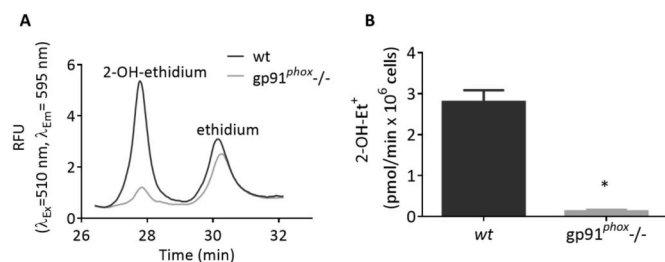 A
RFU
(λEx=510 nm, λEm= 595 nm)
6
4
2
0
2-OH-ethidium
ethidium
wt
gp91phox-/-
26 28 30 32
Time (min)
B
2-OH-Et+
(pmol/min x 10⁶ cells)
4
3
2
1
0
*
wt gp91phox-/-